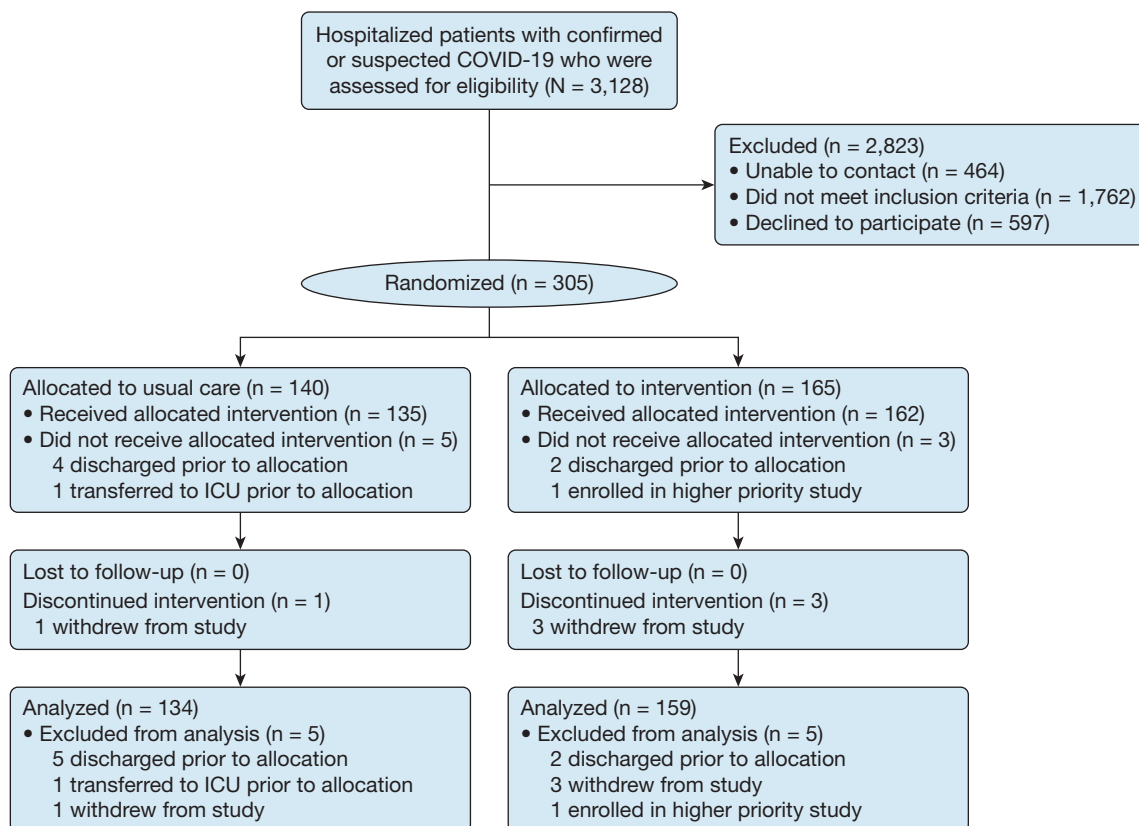 Hospitalized patients with confirmed
or suspected COVID-19 who were
assessed for eligibility (N = 3,128)
Excluded (n = 2,823)
• Unable to contact (n = 464)
• Did not meet inclusion criteria (n = 1,762)
• Declined to participate (n = 597)
Randomized (n = 305)
Allocated to usual care (n = 140)
• Received allocated intervention (n = 135)
• Did not receive allocated intervention (n = 5)
4 discharged prior to allocation
1 transferred to ICU prior to allocation
Allocated to intervention (n = 165)
• Received allocated intervention (n = 162)
• Did not receive allocated intervention (n = 3)
2 discharged prior to allocation
1 enrolled in higher priority study
Lost to follow-up (n = 0)
Discontinued intervention (n = 1)
1 withdrew from study
Lost to follow-up (n = 0)
Discontinued intervention (n = 3)
3 withdrew from study
Analyzed (n = 134)
• Excluded from analysis (n = 5)
5 discharged prior to allocation
1 transferred to ICU prior to allocation
1 withdrew from study
Analyzed (n = 159)
• Excluded from analysis (n = 5)
2 discharged prior to allocation
3 withdrew from study
1 enrolled in higher priority study